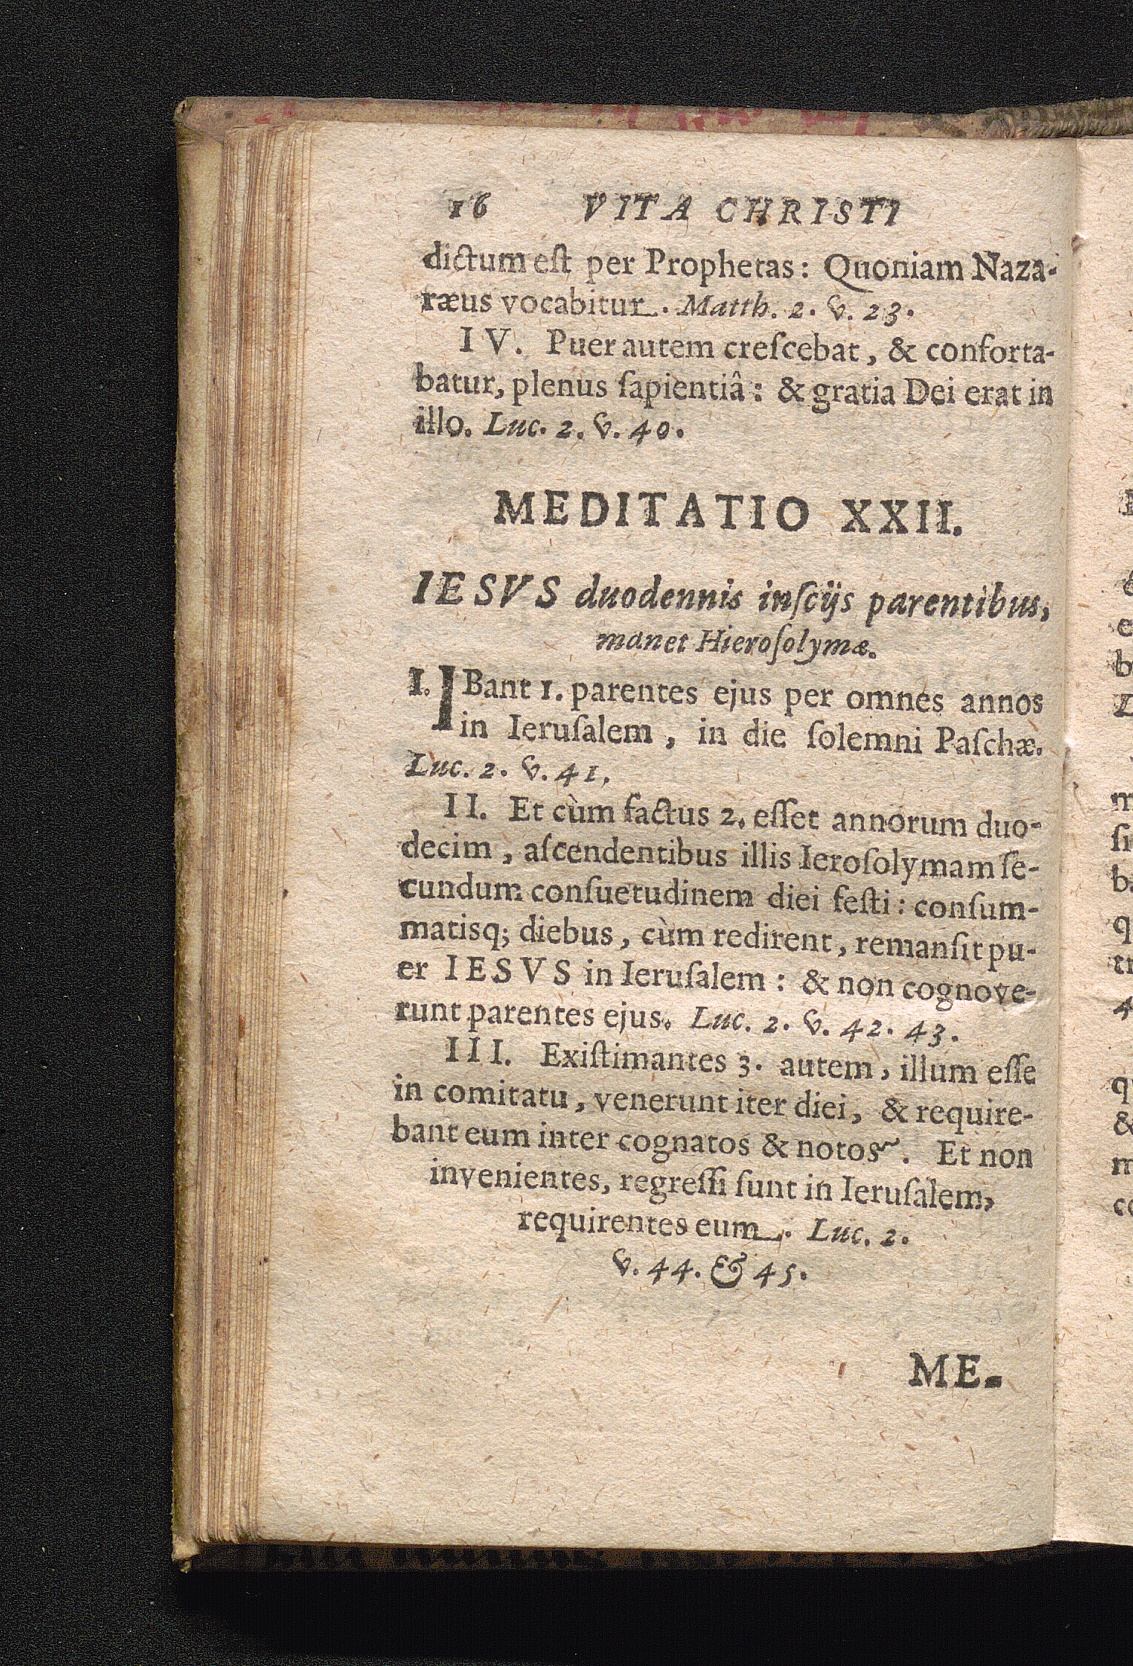 16 VITA CHRISTI
dictum eſt per Prophetas: Quoniam Naza-
ræus vocabitur. Matth. 2. v. 23.
IV. Puer autem creſcebat, & conforta-
batur, plenus ſapientiâ: & gratia Dei erat in
illo. Luc. 2. v. 40.
MEDITATIO XXII.
IESVS duodennis inſcijs parentibus,
manet Hieroſolymæ.
I. IBant 1. parentes ejus per omnes annos
in Ieruſalem, in die ſolemni Paſchæ.
Luc. 2. v. 41.
II. Et cùm factus 2. eſſet annorum duo-
decim, aſcendentibus illis Ieroſolymam ſe-
cundum conſuetudinem diei feſti: conſum-
matisq; diebus, cùm redirent, remanſit pu-
er IESVS in Ieruſalem: & non cognove-
runt parentes ejus. Luc. 2. v. 42. 43.
III. Exiſtimantes 3. autem, illum eſſe
in comitatu, venerunt iter diei, & require-
bant eum inter cognatos & notos. Et non
invenientes, regreſſi ſunt in Ieruſalem,
requirentes eum. Luc. 2.
v. 44. & 45.
ME-